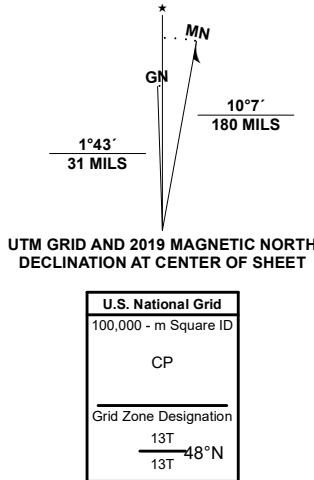 ★
MN
GN
10°7´
180 MILS
1°43´
31 MILS
UTM GRID AND 2019 MAGNETIC NORTH
DECLINATION AT CENTER OF SHEET
U.S. National Grid
100,000 - m Square ID
CP
Grid Zone Designation
13T
48°N
13T